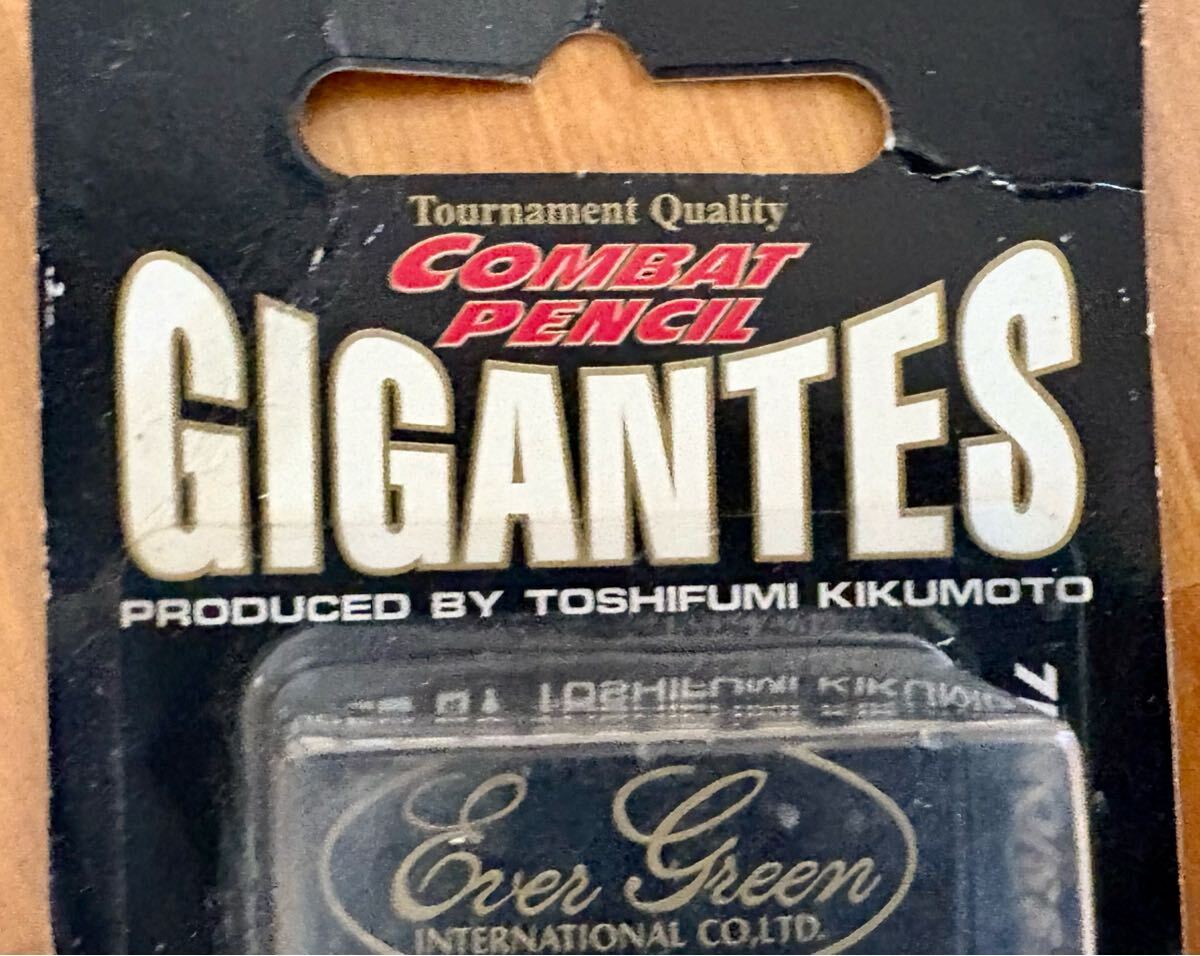 Tournament Quality
COMBAT
PENCIL
GIGANTES
PRODUCED BY TOSHIFUMI KIKUMOTO
Ever Green
INTERNATIONAL CO,LTD.